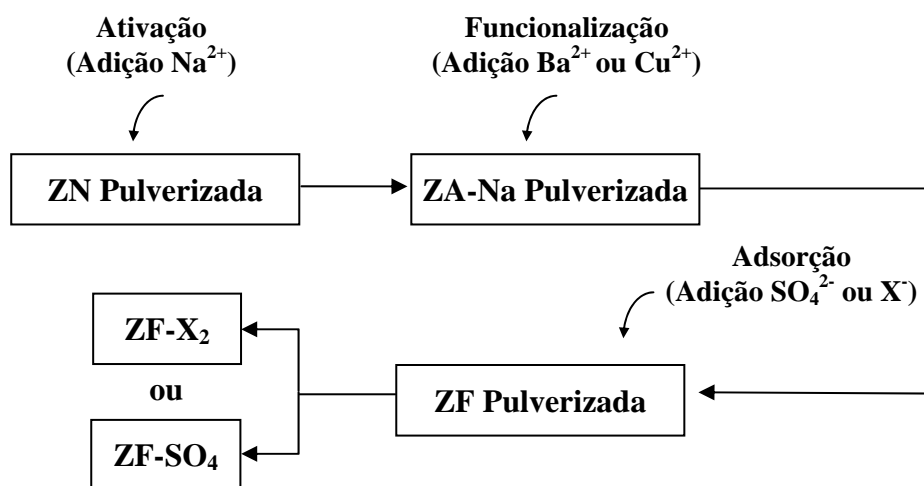 Ativação
(Adição Na²⁺)
Funcionalização
(Adição Ba²⁺ ou Cu²⁺)
ZN Pulverizada
ZA-Na Pulverizada
Adsorção
(Adição SO₄²⁻ ou X⁻)
ZF-X₂
ou
ZF Pulverizada
ZF-SO₄